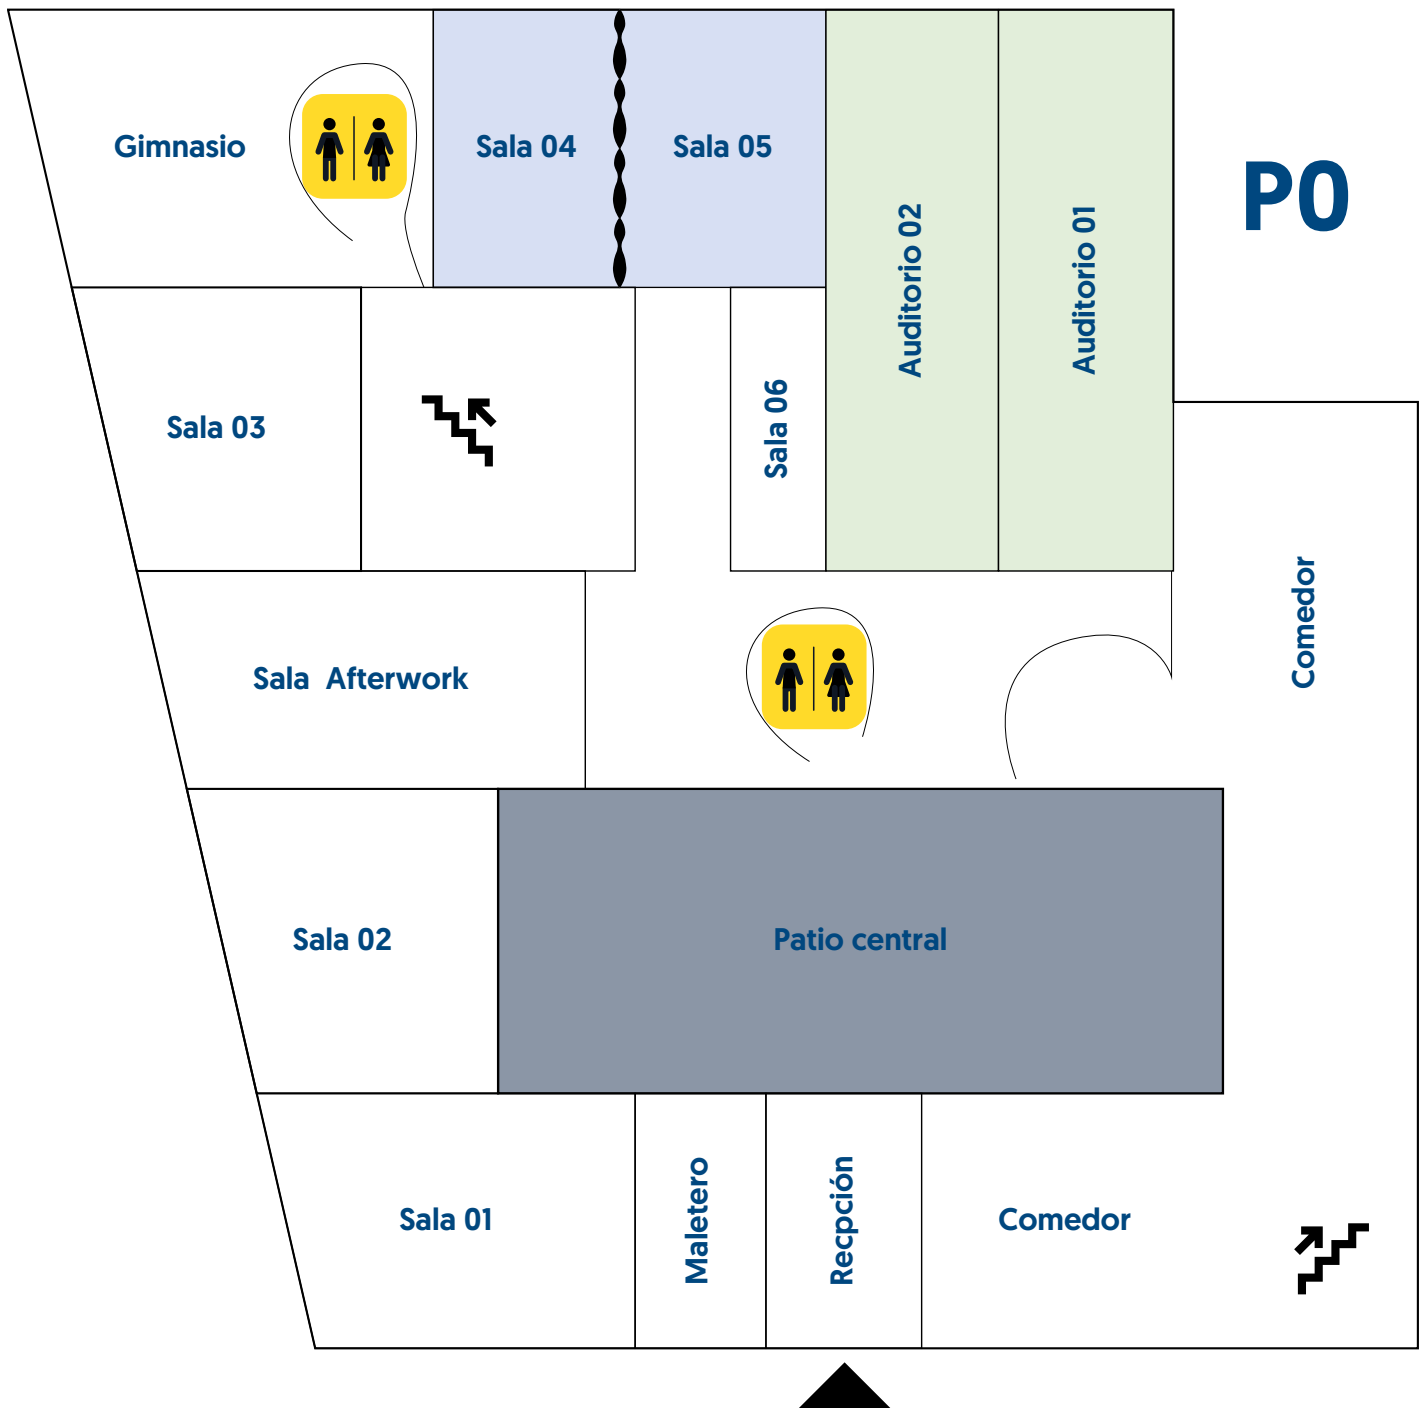 Gimnasio
Sala 04
Sala 05
P0
Auditorio 02
Auditorio 01
Sala 03
Sala 06
Comedor
Sala Afterwork
Sala 02
Patio central
Sala 01
Maletero
Recpción
Comedor